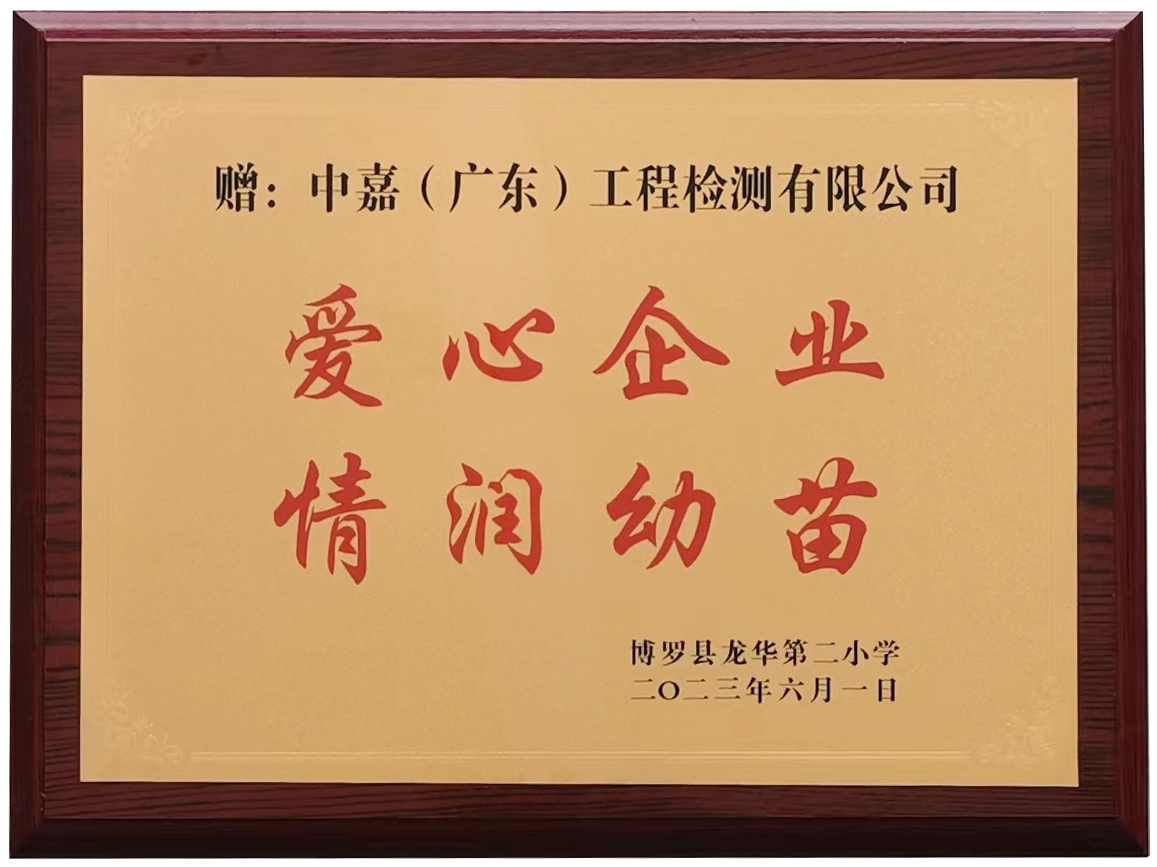 赠：中嘉（广东）工程检测有限公司
爱心企业
情润幼苗
博罗县龙华第二小学
二〇二三年六月一日